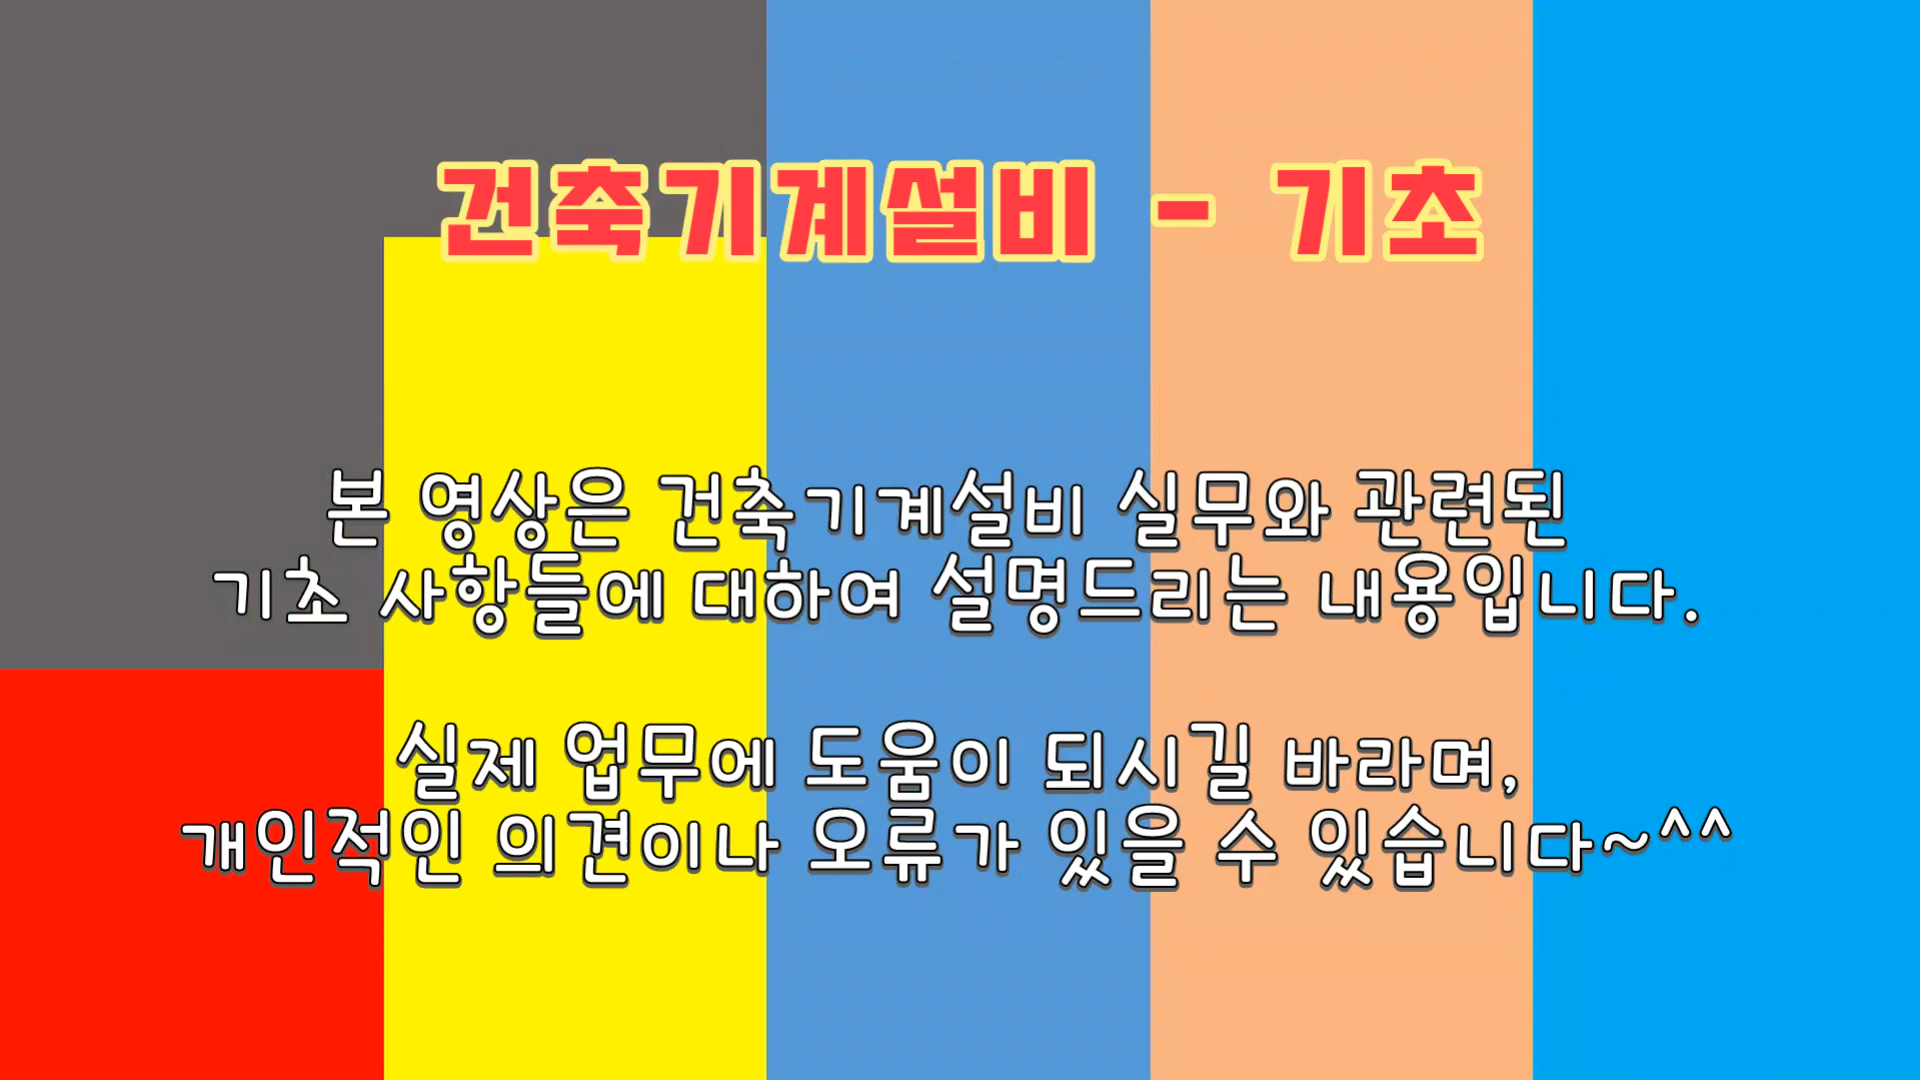 건축기계설비 - 기초
본 영상은 건축기계설비 실무와 관련된
기초 사항들에 대하여 설명드리는 내용입니다.
실제 업무에 도움이 되시길 바라며,
개인적인 의견이나 오류가 있을 수 있습니다~^^